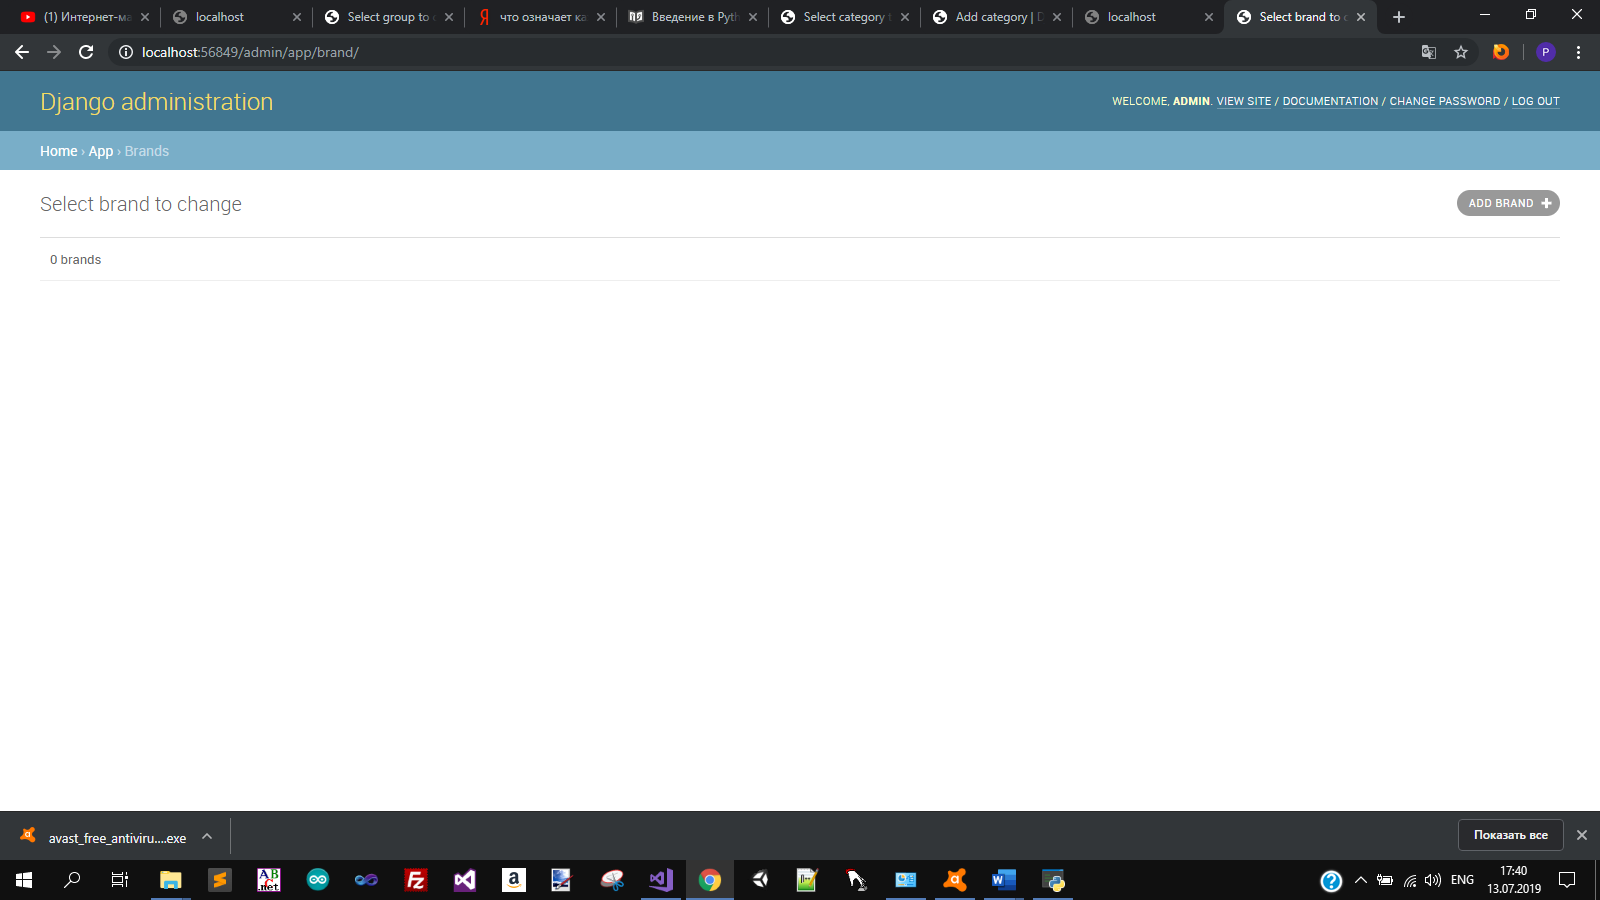 (1) Интернет-ма
localhost
Select group to c
что означает ка
Введение в Pyth
Select category t
Add category | D
localhost
Select brand to c
localhost:56849/admin/app/brand/
P
Django administration
WELCOME, ADMIN. VIEW SITE / DOCUMENTATION / CHANGE PASSWORD / LOG OUT
Home › App › Brands
Select brand to change
ADD BRAND
0 brands
avast_free_antiviru....exe
Показать все
ENG
17:40
13.07.2019